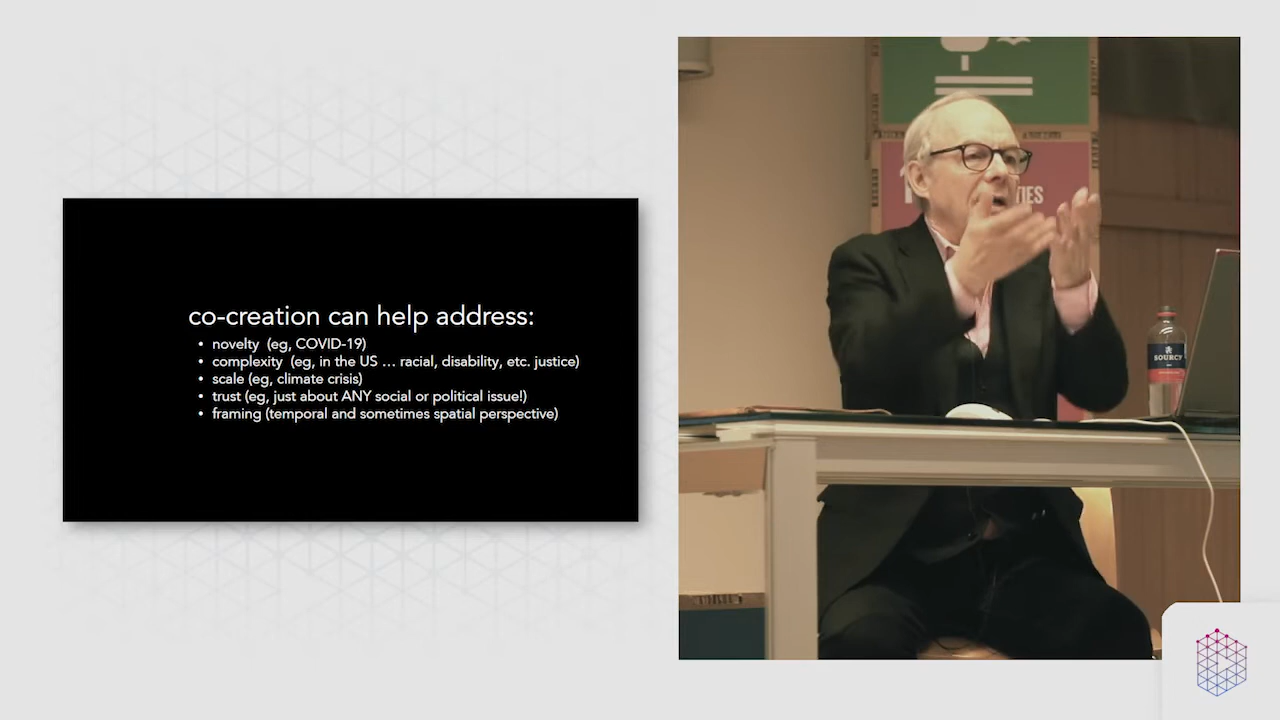 co-creation can help address:
• novelty (eg, COVID-19)
• complexity (eg, in the US ... racial, disability, etc. justice)
• scale (eg, climate crisis)
• trust (eg, just about ANY social or political issue!)
• framing (temporal and sometimes spatial perspective)
TIES
SOURCY